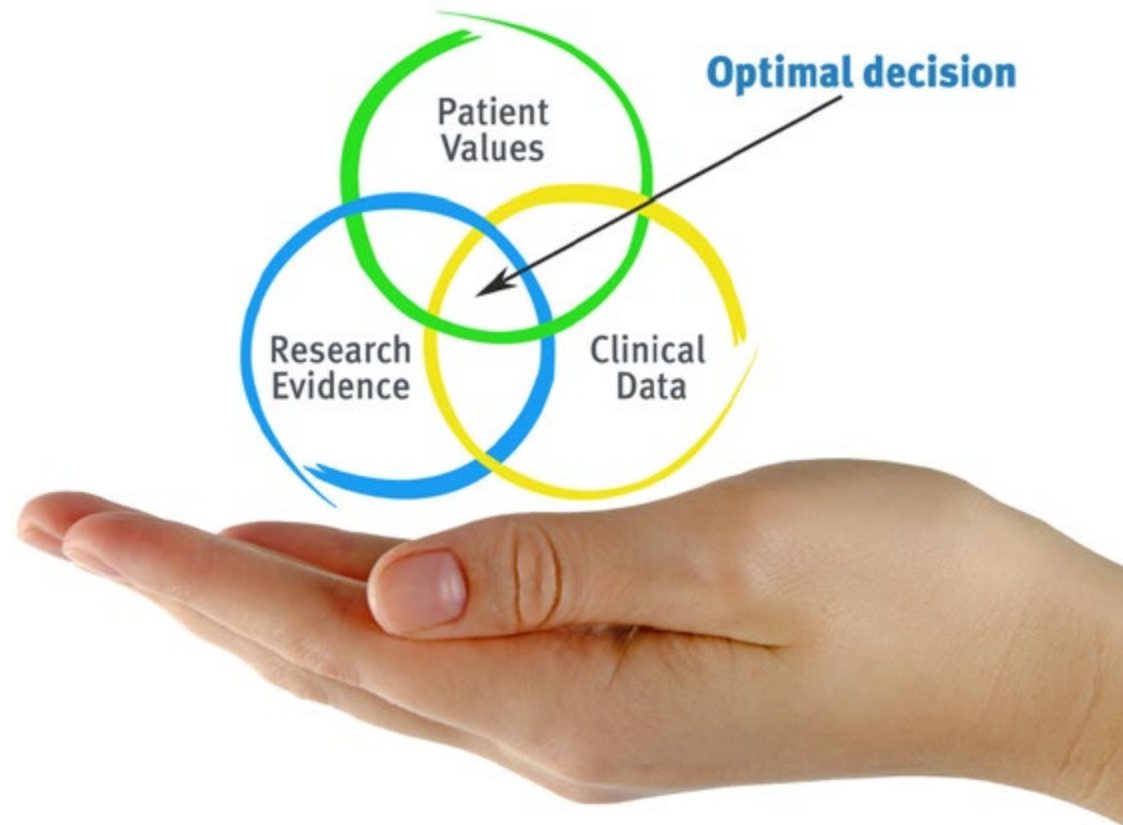 Optimal decision
Patient
Values
Research
Evidence
Clinical
Data